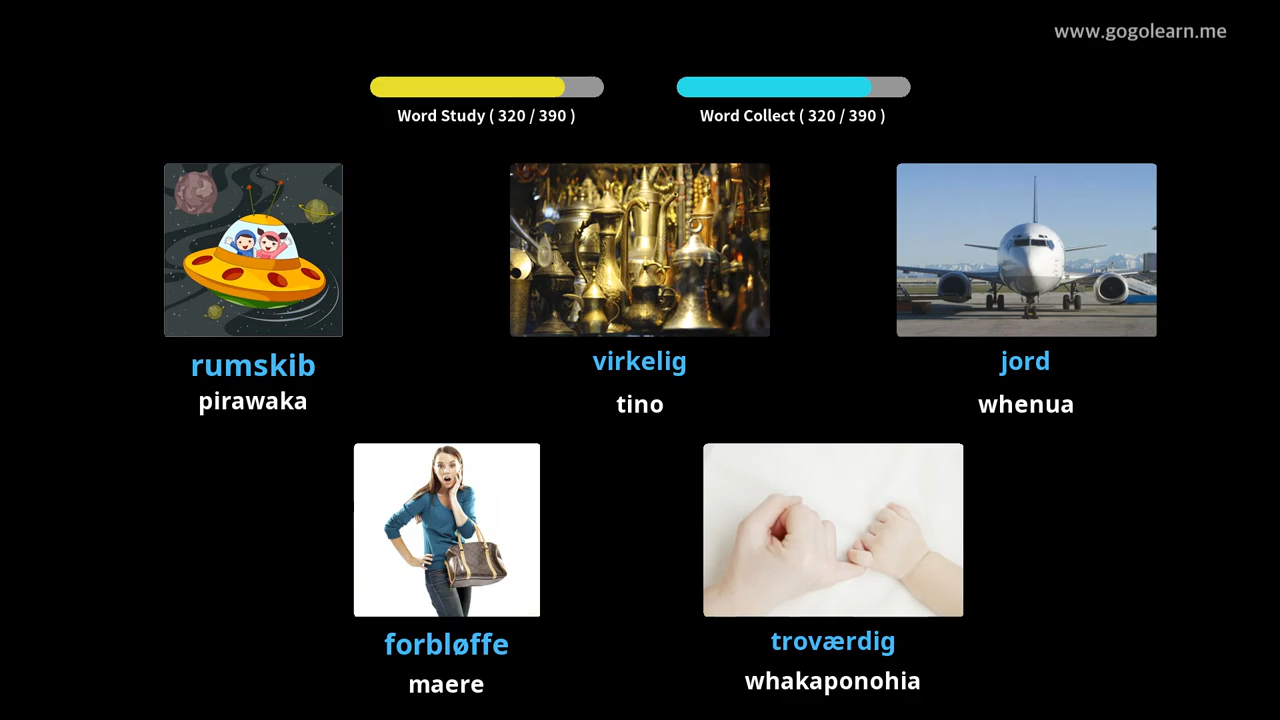 www.gogolearn.me
Word Study ( 320 / 390 )
Word Collect ( 320 / 390 )
rumskib
pirawaka
virkelig
tino
jord
whenua
forbløffe
maere
troværdig
whakaponohia